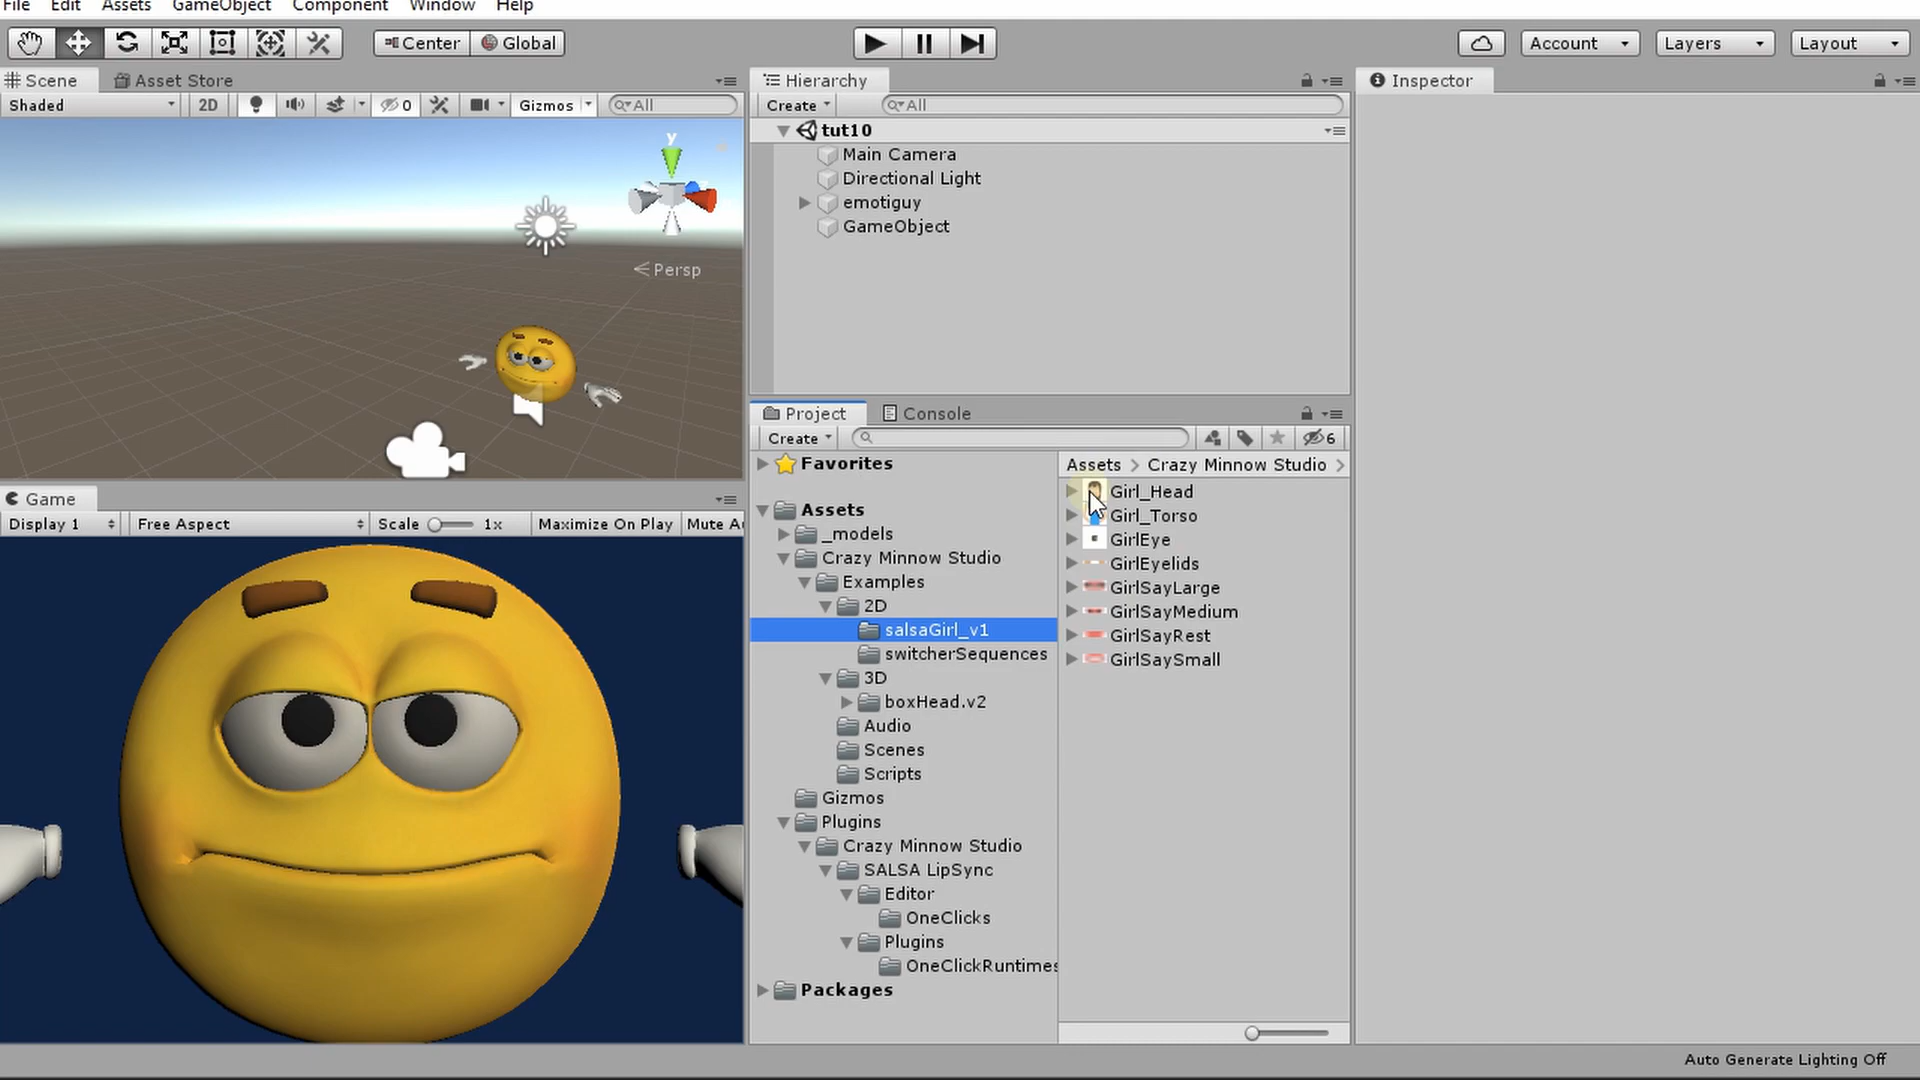 File Edit Assets GameObject Component Window Help
Center Global Account Layers Layout
Scene Asset Store
Shaded 2D 0 Gizmos All
y
Persp
Hierarchy
Create All
tut10
Main Camera
Directional Light
emotiguy
GameObject
Inspector
Game
Display 1 Free Aspect Scale 1x Maximize On Play Mute Au
Project Console
Create 6
Favorites
Assets
_models
Crazy Minnow Studio
Examples
2D
salsaGirl_v1
switcherSequences
3D
boxHead.v2
Audio
Scenes
Scripts
Gizmos
Plugins
Crazy Minnow Studio
SALSA LipSync
Editor
OneClicks
Plugins
OneClickRuntimes
Packages
Assets > Crazy Minnow Studio >
Girl_Head
Girl_Torso
GirlEye
GirlEyelids
GirlSayLarge
GirlSayMedium
GirlSayRest
GirlSaySmall
Auto Generate Lighting Off